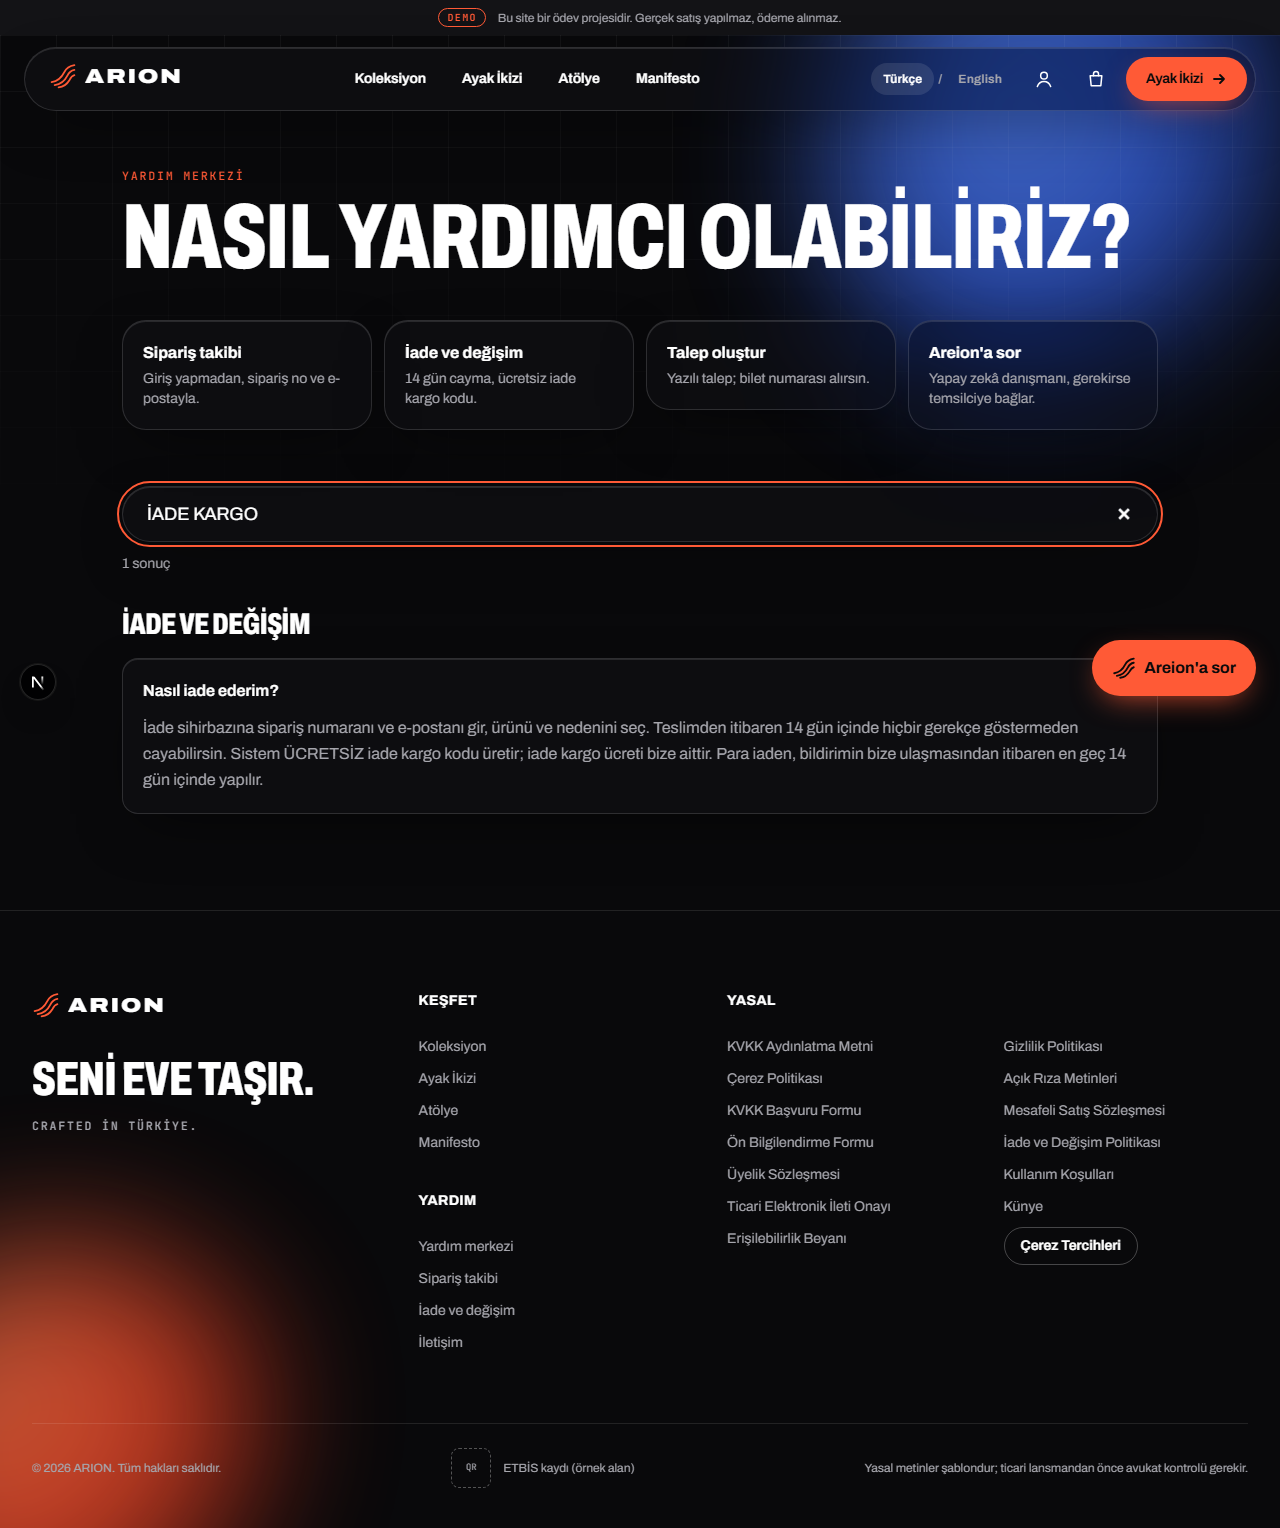 DEMO Bu site bir ödev projesidir. Gerçek satış yapılmaz, ödeme alınmaz.
ARION
Koleksiyon Ayak İkizi Atölye Manifesto
Türkçe / English
Ayak İkizi
YARDIM MERKEZİ
NASIL YARDIMCI OLABİLİRİZ?
Sipariş takibi
Giriş yapmadan, sipariş no ve e-
postayla.
İade ve değişim
14 gün cayma, ücretsiz iade
kargo kodu.
Talep oluştur
Yazılı talep; bilet numarası alırsın.
Areion'a sor
Yapay zekâ danışmanı, gerekirse
temsilciye bağlar.
İADE KARGO
1 sonuç
İADE VE DEĞİŞİM
Nasıl iade ederim?
İade sihirbazına sipariş numaranı ve e-postanı gir, ürünü ve nedenini seç. Teslimden itibaren 14 gün içinde hiçbir gerekçe göstermeden
cayabilirsin. Sistem ÜCRETSİZ iade kargo kodu üretir; iade kargo ücreti bize aittir. Para iaden, bildirimin bize ulaşmasından itibaren en geç 14
gün içinde yapılır.
N
Areion'a sor
ARION
SENİ EVE TAŞIR.
CRAFTED İN TÜRKİYE.
KEŞFET
Koleksiyon
Ayak İkizi
Atölye
Manifesto
YARDIM
Yardım merkezi
Sipariş takibi
İade ve değişim
İletişim
YASAL
KVKK Aydınlatma Metni
Çerez Politikası
KVKK Başvuru Formu
Ön Bilgilendirme Formu
Üyelik Sözleşmesi
Ticari Elektronik İleti Onayı
Erişilebilirlik Beyanı
Gizlilik Politikası
Açık Rıza Metinleri
Mesafeli Satış Sözleşmesi
İade ve Değişim Politikası
Kullanım Koşulları
Künye
Çerez Tercihleri
© 2026 ARION. Tüm hakları saklıdır.
QR
ETBİS kaydı (örnek alan)
Yasal metinler şablondur; ticari lansmandan önce avukat kontrolü gerekir.